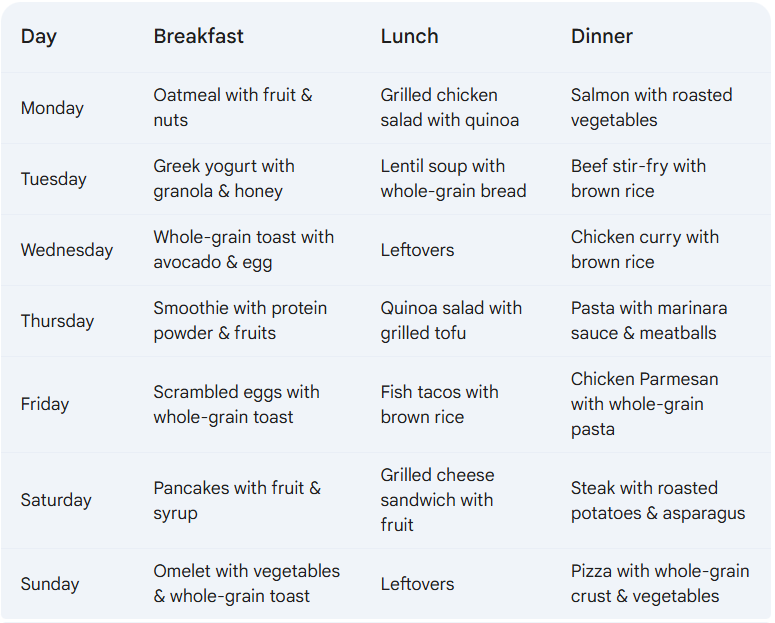 Day Breakfast Lunch Dinner
Monday
Oatmeal with fruit &
nuts
Grilled chicken
salad with quinoa
Salmon with roasted
vegetables
Tuesday
Greek yogurt with
granola & honey
Lentil soup with
whole-grain bread
Beef stir-fry with
brown rice
Wednesday
Whole-grain toast with
avocado & egg
Leftovers
Chicken curry with
brown rice
Thursday
Smoothie with protein
powder & fruits
Quinoa salad with
grilled tofu
Pasta with marinara
sauce & meatballs
Friday
Scrambled eggs with
whole-grain toast
Fish tacos with
brown rice
Chicken Parmesan
with whole-grain
pasta
Saturday
Pancakes with fruit &
syrup
Grilled cheese
sandwich with
fruit
Steak with roasted
potatoes & asparagus
Sunday
Omelet with vegetables
& whole-grain toast
Leftovers
Pizza with whole-grain
crust & vegetables